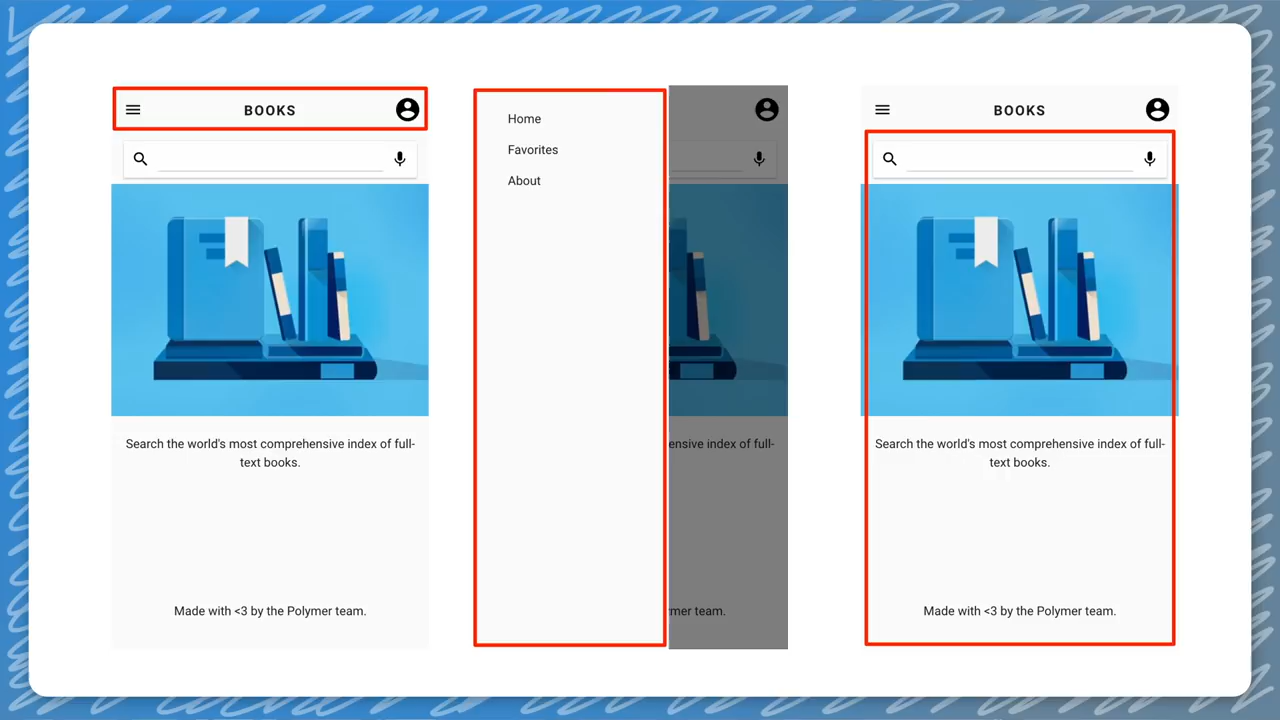 BOOKS
Search the world's most comprehensive index of full-
text books.
Made with <3 by the Polymer team.
Home
Favorites
About
ensive index of full-
mer team.
BOOKS
Search the world's most comprehensive index of full-
text books.
Made with <3 by the Polymer team.